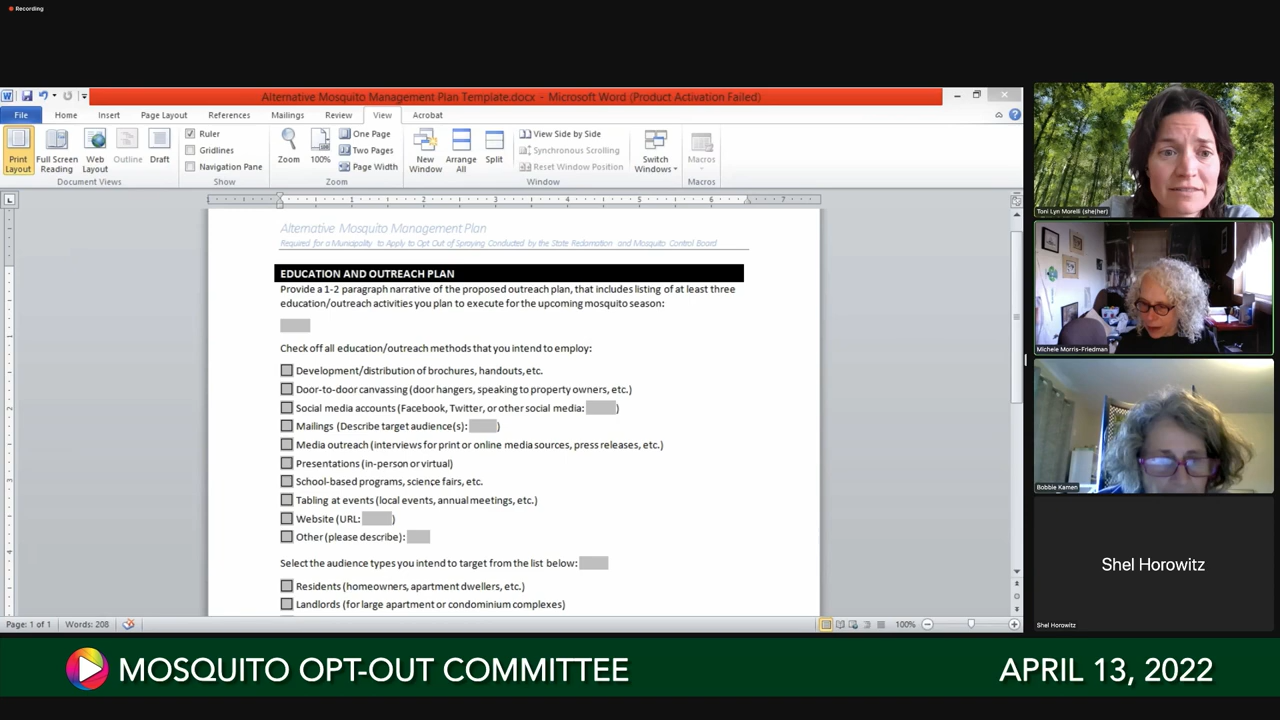 Recording
Alternative Mosquito Management Plan Template.docx - Microsoft Word (Product Activation Failed)
File Home Insert Page Layout References Mailings Review View Acrobat
Print Layout
Full Screen Reading
Web Layout
Outline
Draft
Document Views
Ruler
Gridlines
Navigation Pane
Show
Zoom
100%
One Page
Two Pages
Page Width
Zoom
New Window
Arrange All
Split
View Side by Side
Synchronous Scrolling
Reset Window Position
Window
Switch Windows
Macros
Macros
1 2 3 4 5 6 7
Alternative Mosquito Management Plan
Required for a Municipality to Apply to Opt Out of Spraying Conducted by the State Reclamation and Mosquito Control Board
EDUCATION AND OUTREACH PLAN
Provide a 1-2 paragraph narrative of the proposed outreach plan, that includes listing of at least three
education/outreach activities you plan to execute for the upcoming mosquito season:
Check off all education/outreach methods that you intend to employ:
Development/distribution of brochures, handouts, etc.
Door-to-door canvassing (door hangers, speaking to property owners, etc.)
Social media accounts (Facebook, Twitter, or other social media: )
Mailings (Describe target audience(s): )
Media outreach (interviews for print or online media sources, press releases, etc.)
Presentations (in-person or virtual)
School-based programs, science fairs, etc.
Tabling at events (local events, annual meetings, etc.)
Website (URL: )
Other (please describe):
Select the audience types you intend to target from the list below:
Residents (homeowners, apartment dwellers, etc.)
Landlords (for large apartment or condominium complexes)
Page: 1 of 1 Words: 208 100%
Toni Lyn Morelli (she|her)
Michele Morris-Friedman
Bobbie Kamen
Shel Horowitz
Shel Horowitz
MOSQUITO OPT-OUT COMMITTEE APRIL 13, 2022